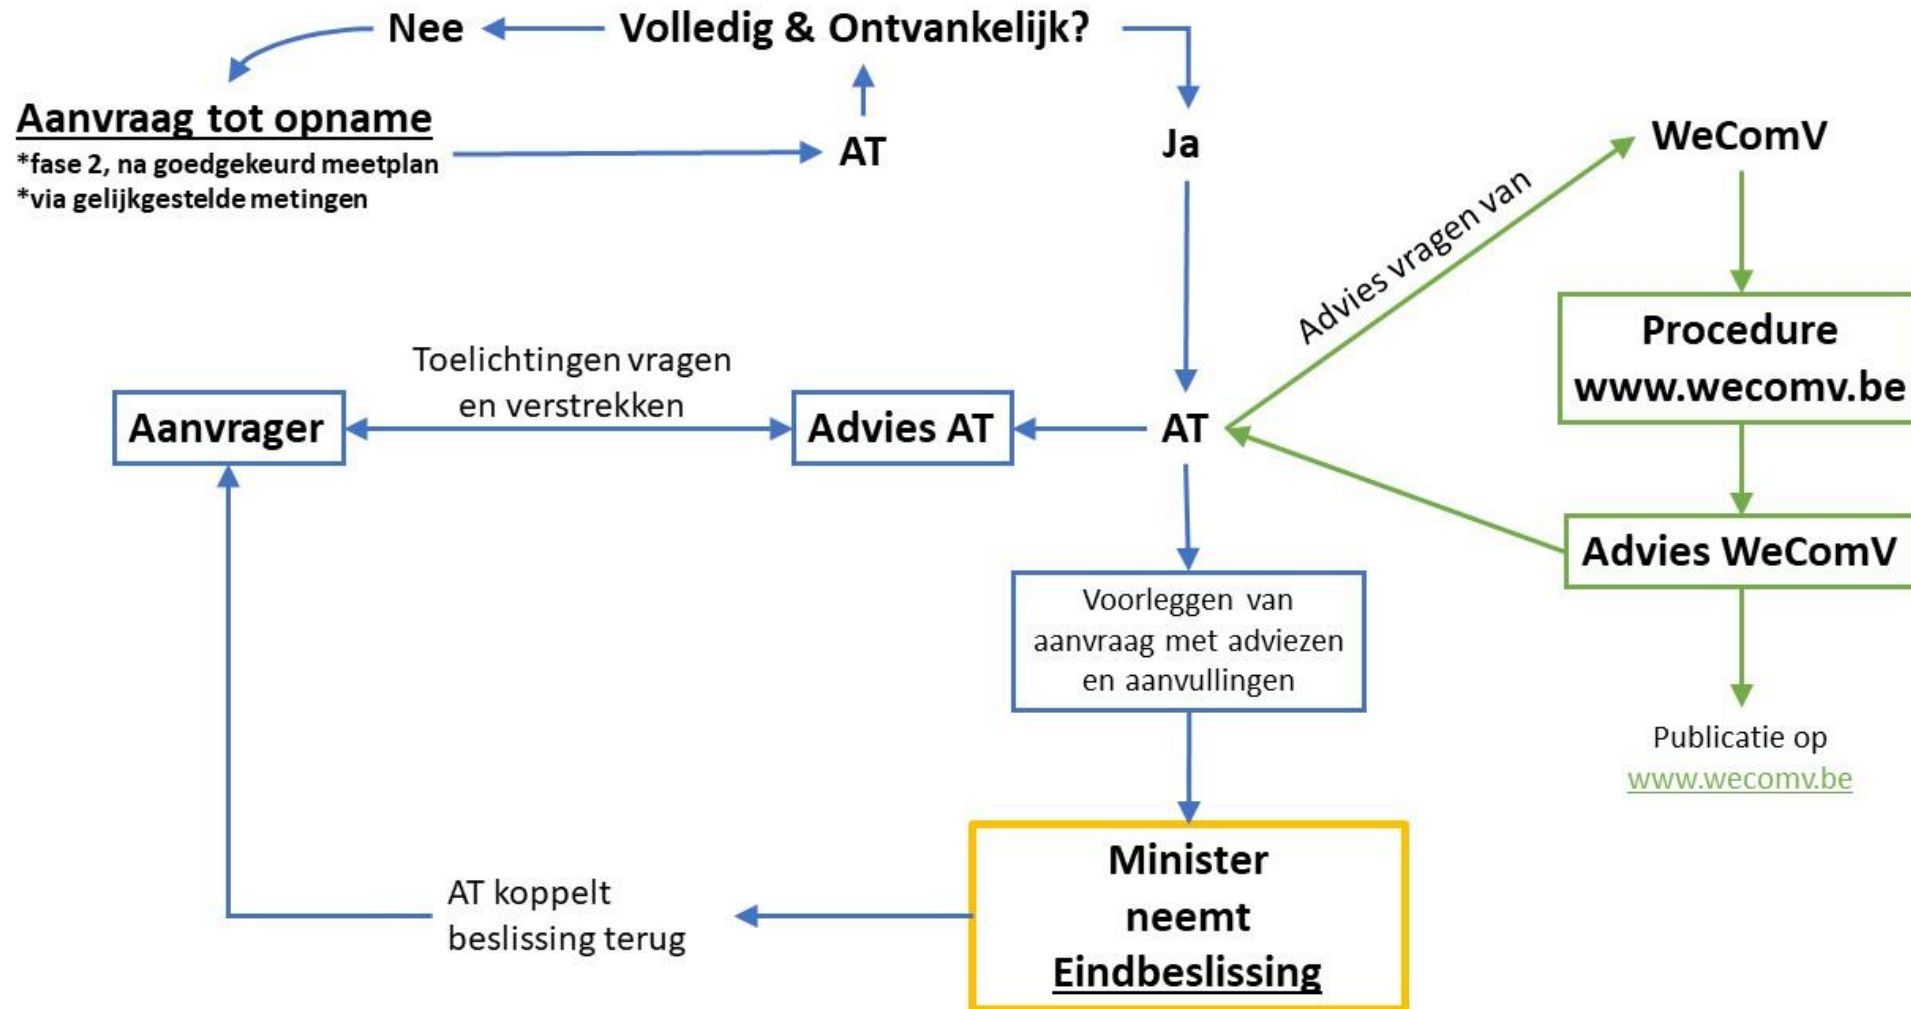 Nee
Volledig & Ontvankelijk?
Aanvraag tot opname
*fase 2, na goedgekeurd meetplan
*via gelijkgestelde metingen
AT
Ja
WeComV
Advies vragen van
Procedure
www.wecomv.be
Toelichtingen vragen
en verstrekken
Aanvrager
Advies AT
AT
Advies WeComV
Voorleggen van
aanvraag met adviezen
en aanvullingen
Publicatie op
www.wecomv.be
Minister
neemt
Eindbeslissing
AT koppelt
beslissing terug